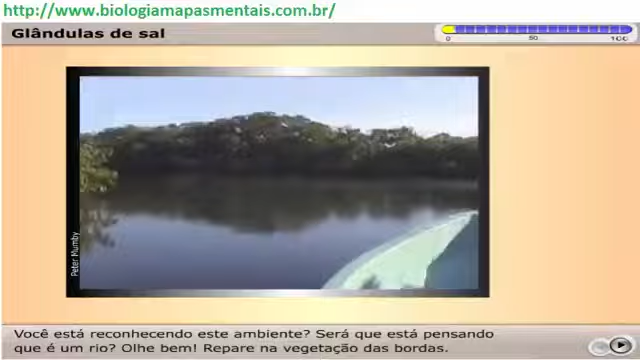 http://www.biologiamapasmentais.com.br/
Glândulas de sal
0 50 100
Peter Mumby
Você está reconhecendo este ambiente? Será que está pensando
que é um rio? Olhe bem! Repare na vegetação das bordas.